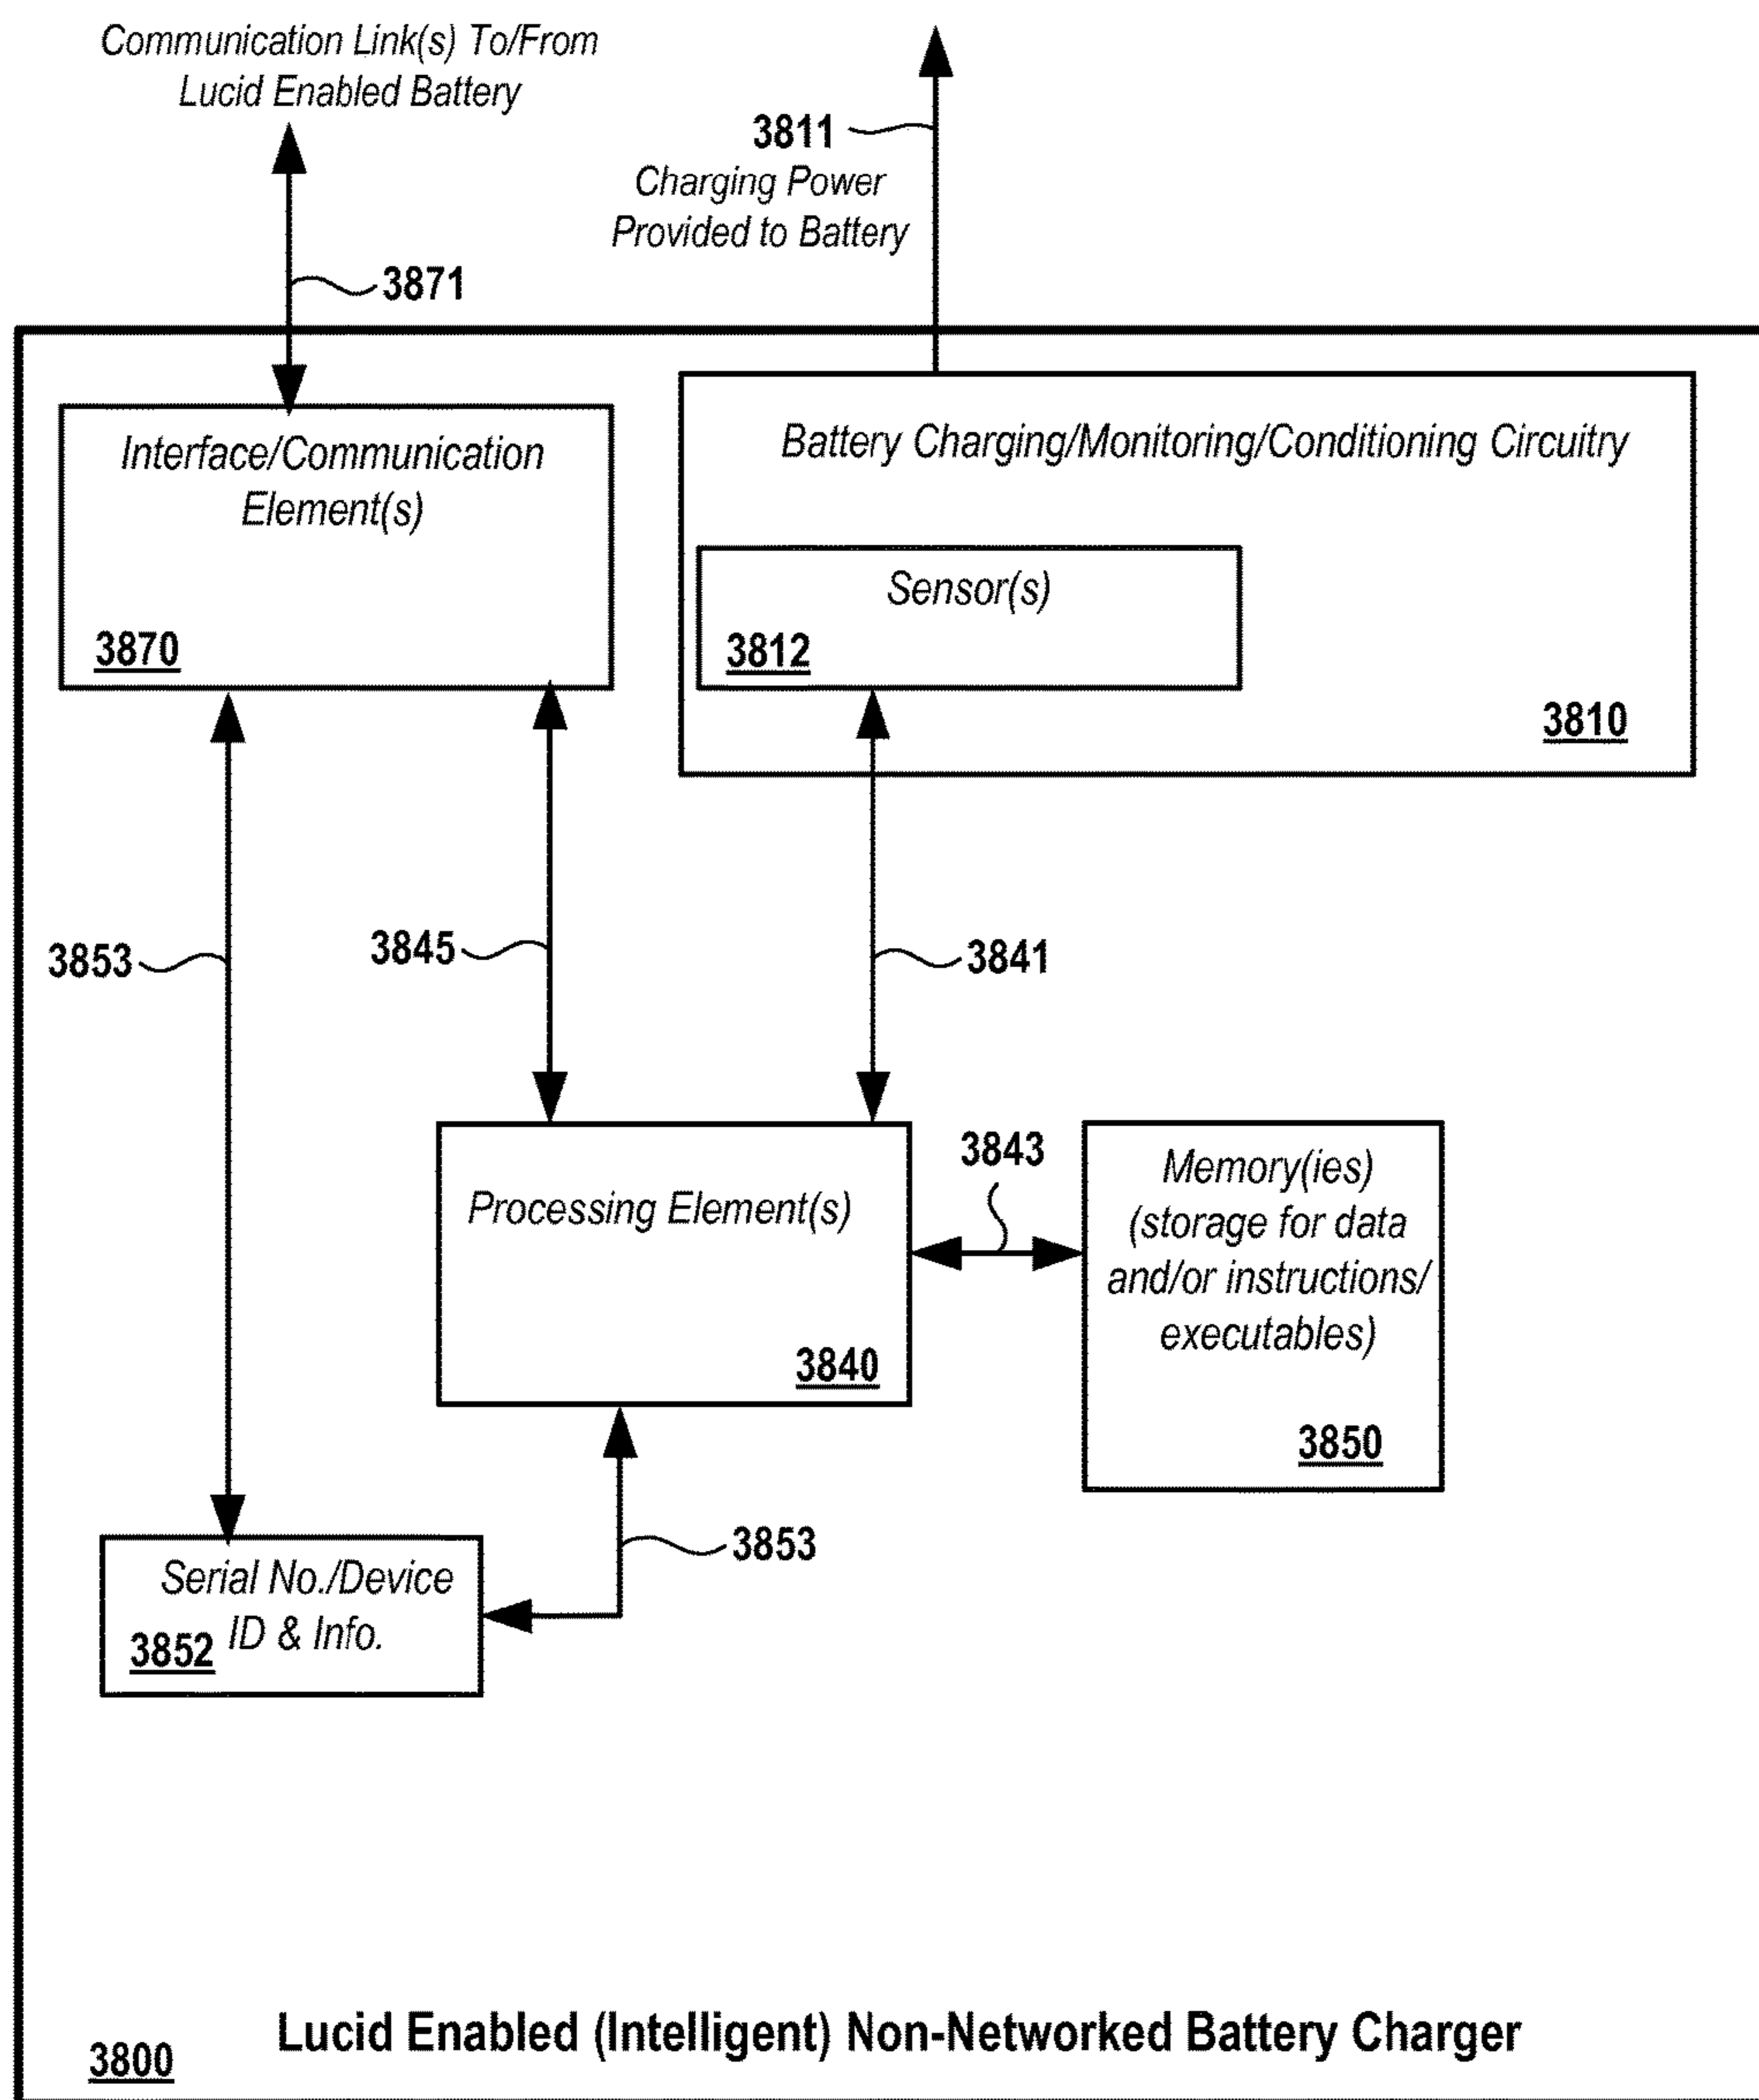 Communication Link(s) To/From
Lucid Enabled Battery
3871
3811
Charging Power
Provided to Battery
Interface/Communication
Element(s)
3870
Battery Charging/Monitoring/Conditioning Circuitry
Sensor(s)
3812
3810
3853
3845
3841
Processing Element(s)
3840
3843
Memory(ies)
(storage for data
and/or instructions/
executables)
3850
3853
Serial No./Device
ID & Info.
3852
Lucid Enabled (Intelligent) Non-Networked Battery Charger
3800